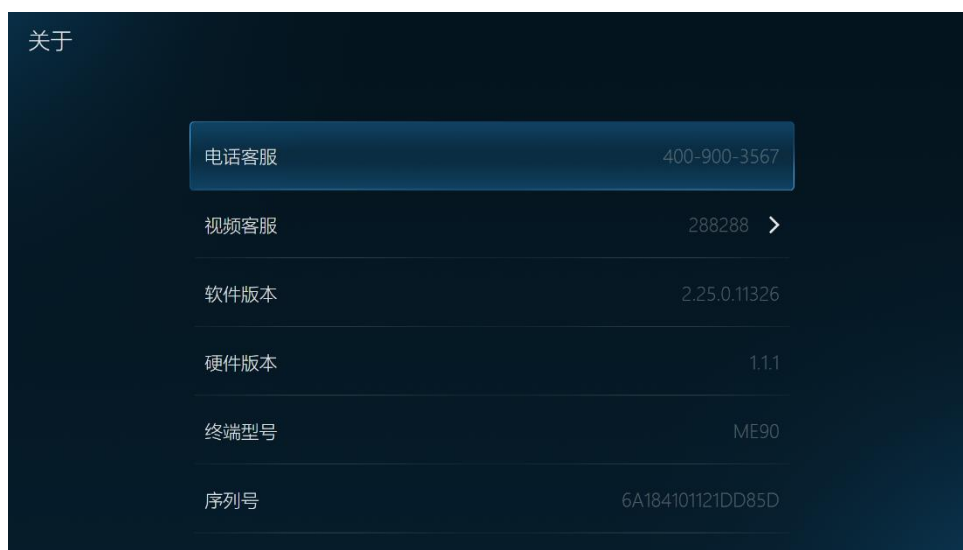 关于
电话客服 400-900-3567
视频客服 288288
软件版本 2.25.0.11326
硬件版本 1.1.1
终端型号 ME90
序列号 6A184101121DD85D